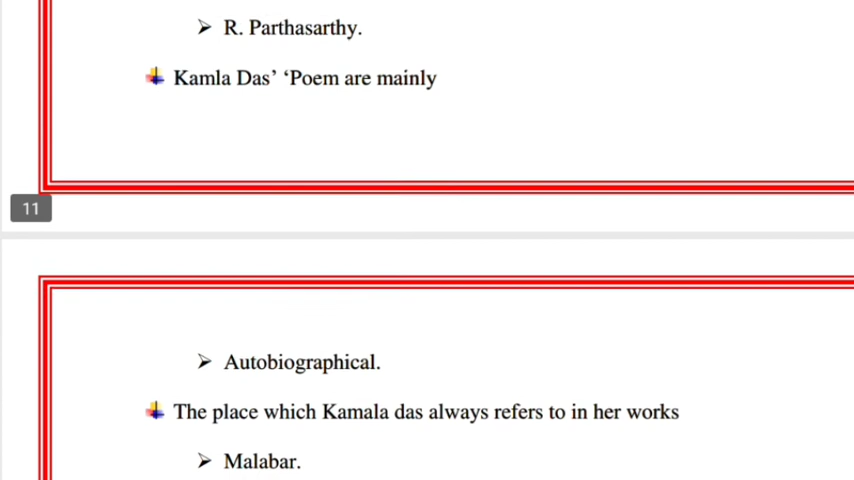 R. Parthasarthy.
Kamla Das’ ‘Poem are mainly
11
Autobiographical.
The place which Kamala das always refers to in her works
Malabar.